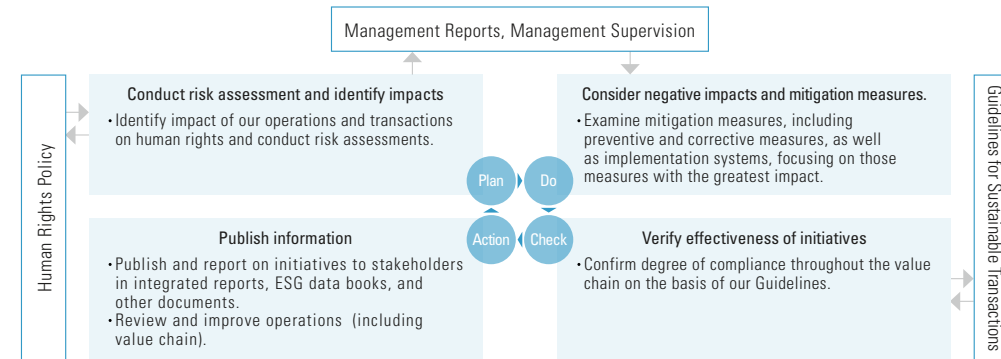 Management Reports, Management Supervision
Human Rights Policy
Conduct risk assessment and identify impacts
・Identify impact of our operations and transactions
on human rights and conduct risk assessments.
Consider negative impacts and mitigation measures.
・Examine mitigation measures, including
preventive and corrective measures, as well
as implementation systems, focusing on those
measures with the greatest impact.
Plan
Do
Action
Check
Publish information
・Publish and report on initiatives to stakeholders
in integrated reports, ESG data books, and
other documents.
・Review and improve operations (including
value chain).
Verify effectiveness of initiatives
・Confirm degree of compliance throughout the value
chain on the basis of our Guidelines.
Guidelines for Sustainable Transactions